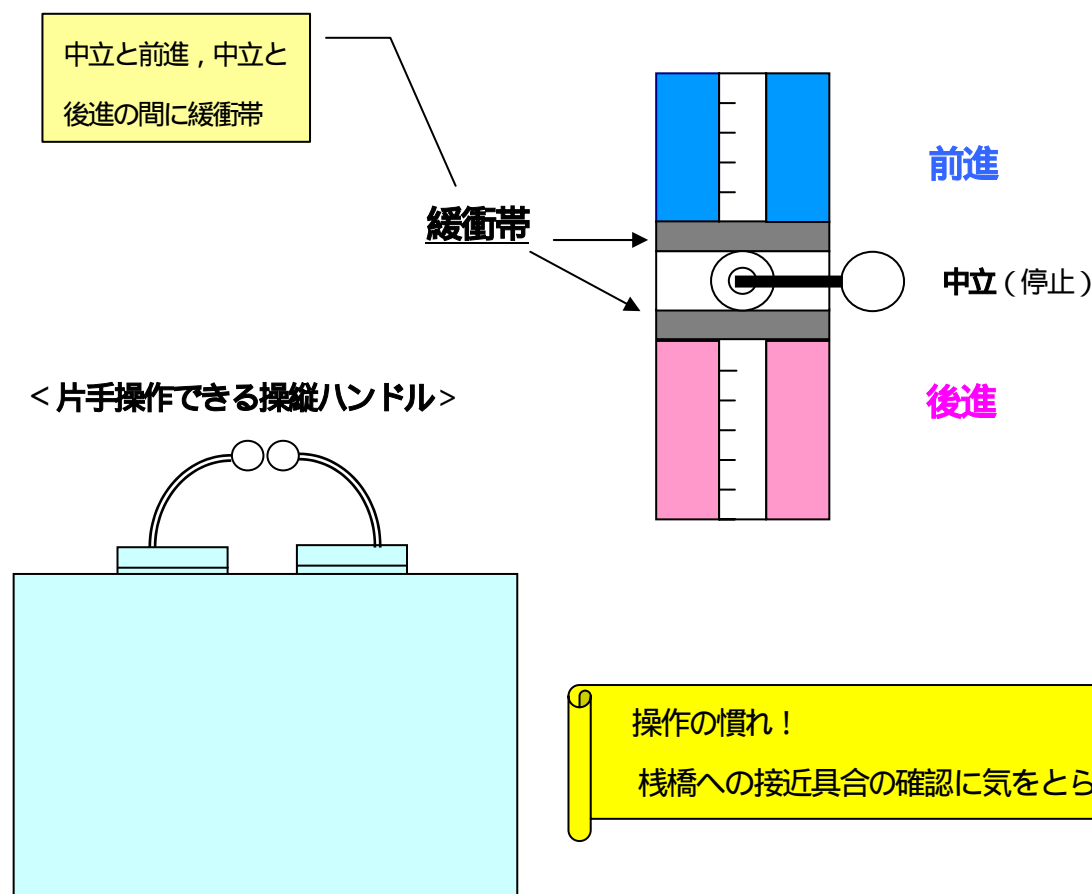 中立と前進，中立と
後進の間に緩衝帯
緩衝帯
前進
中立（停止）
後進
＜片手操作できる操縦ハンドル＞
操作の慣れ！
桟橋への接近具合の確認に気をとら